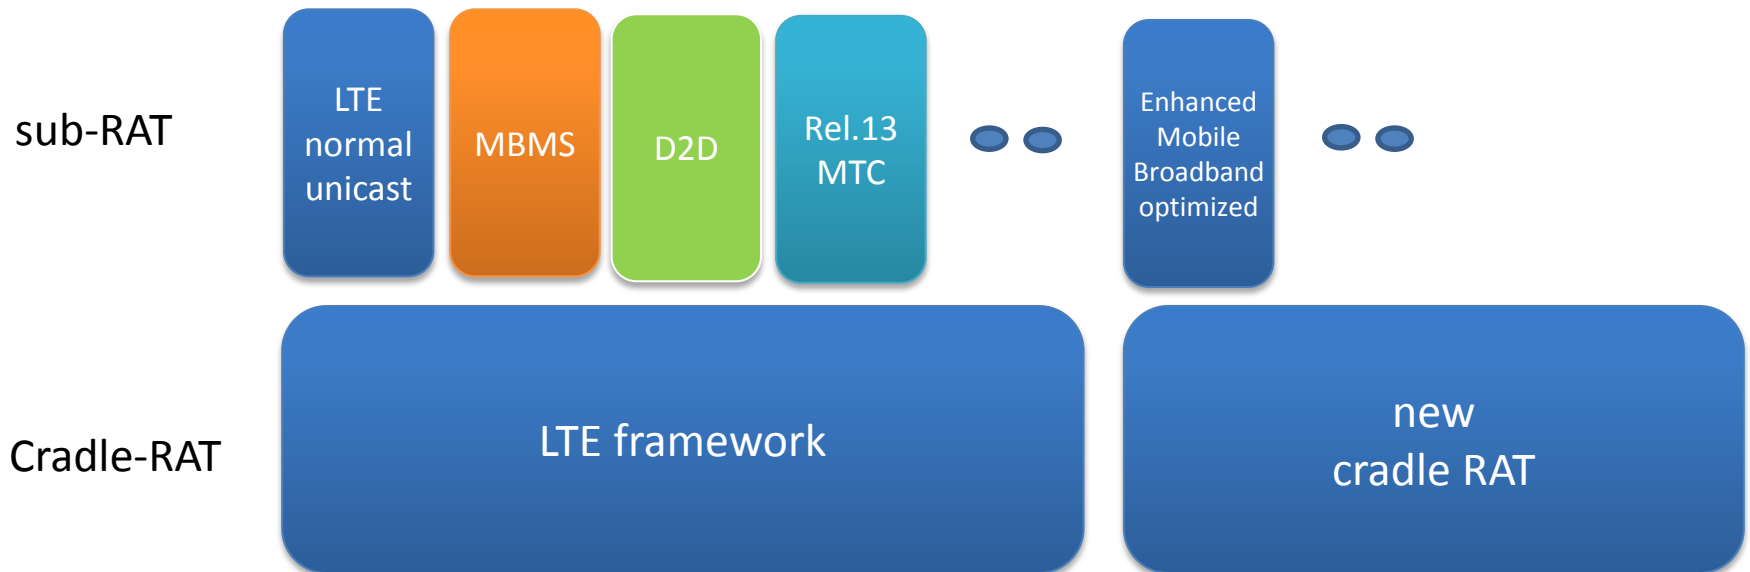 sub-RAT
LTE
normal
unicast
MBMS
D2D
Rel.13
MTC
Enhanced
Mobile
Broadband
optimized
Cradle-RAT
LTE framework
new
cradle RAT